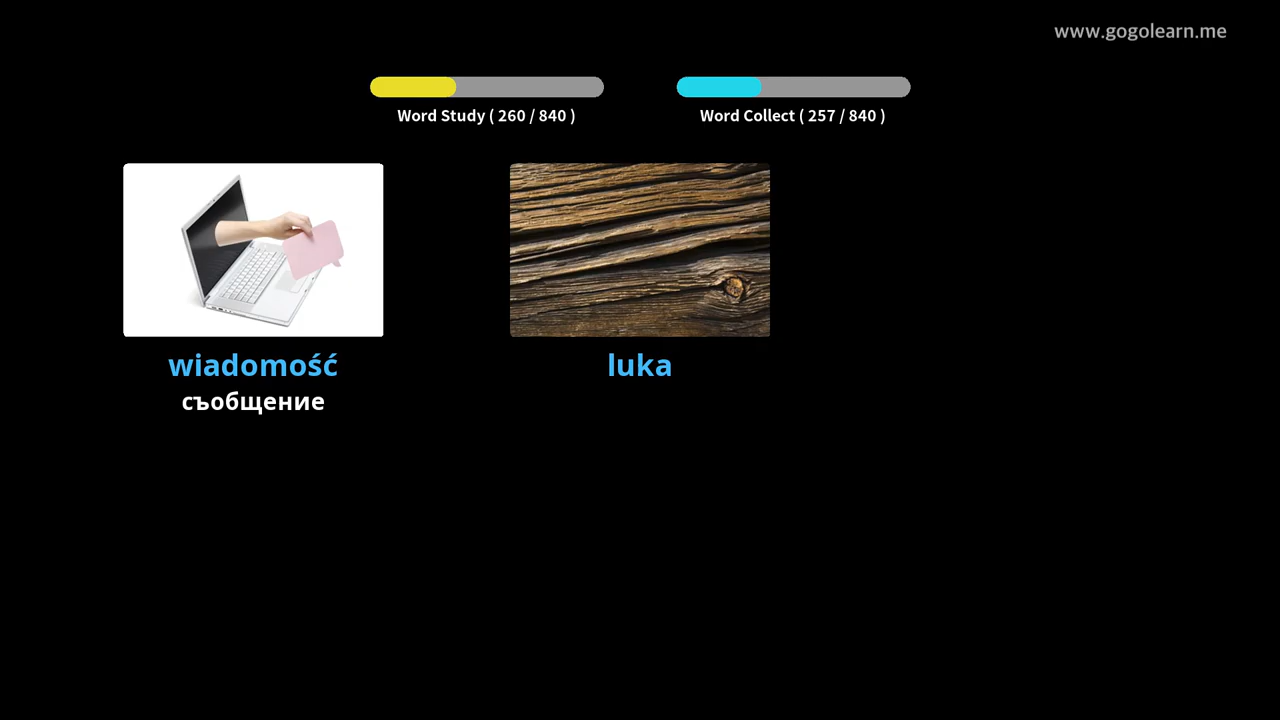 www.gogolearn.me
Word Study ( 260 / 840 )
Word Collect ( 257 / 840 )
wiadomość
съобщение
luka